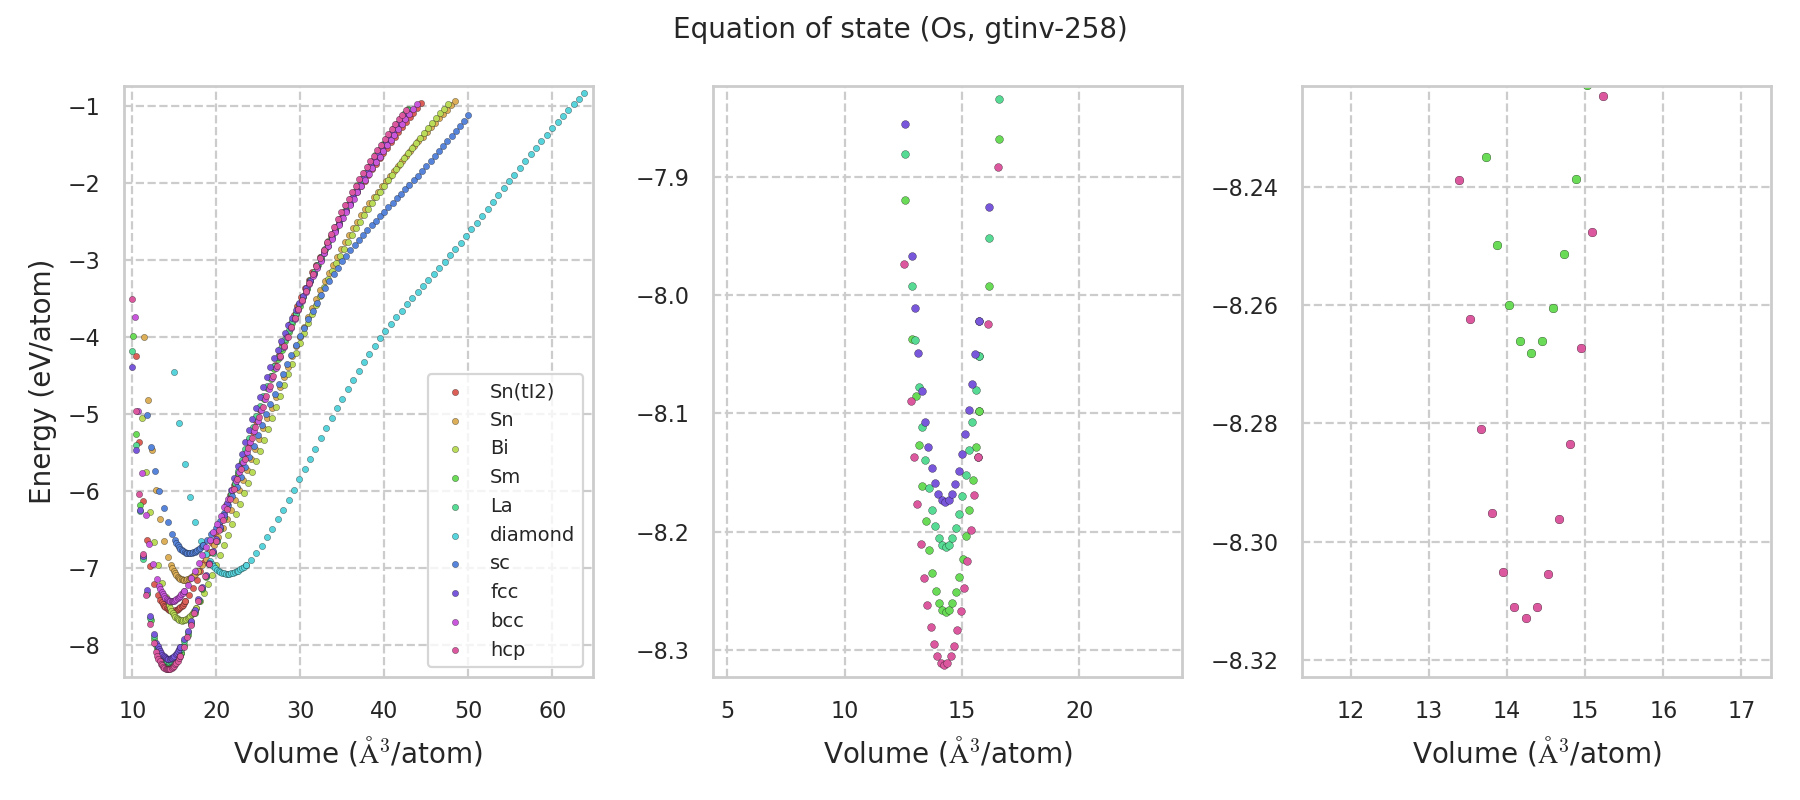 Equation of state (Os, gtinv-258)
Energy (eV/atom)
−1
−2
−3
−4
−5
−6
−7
−8
10 20 30 40 50 60
Volume (Å³/atom)
Sn(tI2)
Sn
Bi
Sm
La
diamond
sc
fcc
bcc
hcp
−7.9
−8.0
−8.1
−8.2
−8.3
5 10 15 20
Volume (Å³/atom)
−8.24
−8.26
−8.28
−8.30
−8.32
12 13 14 15 16 17
Volume (Å³/atom)